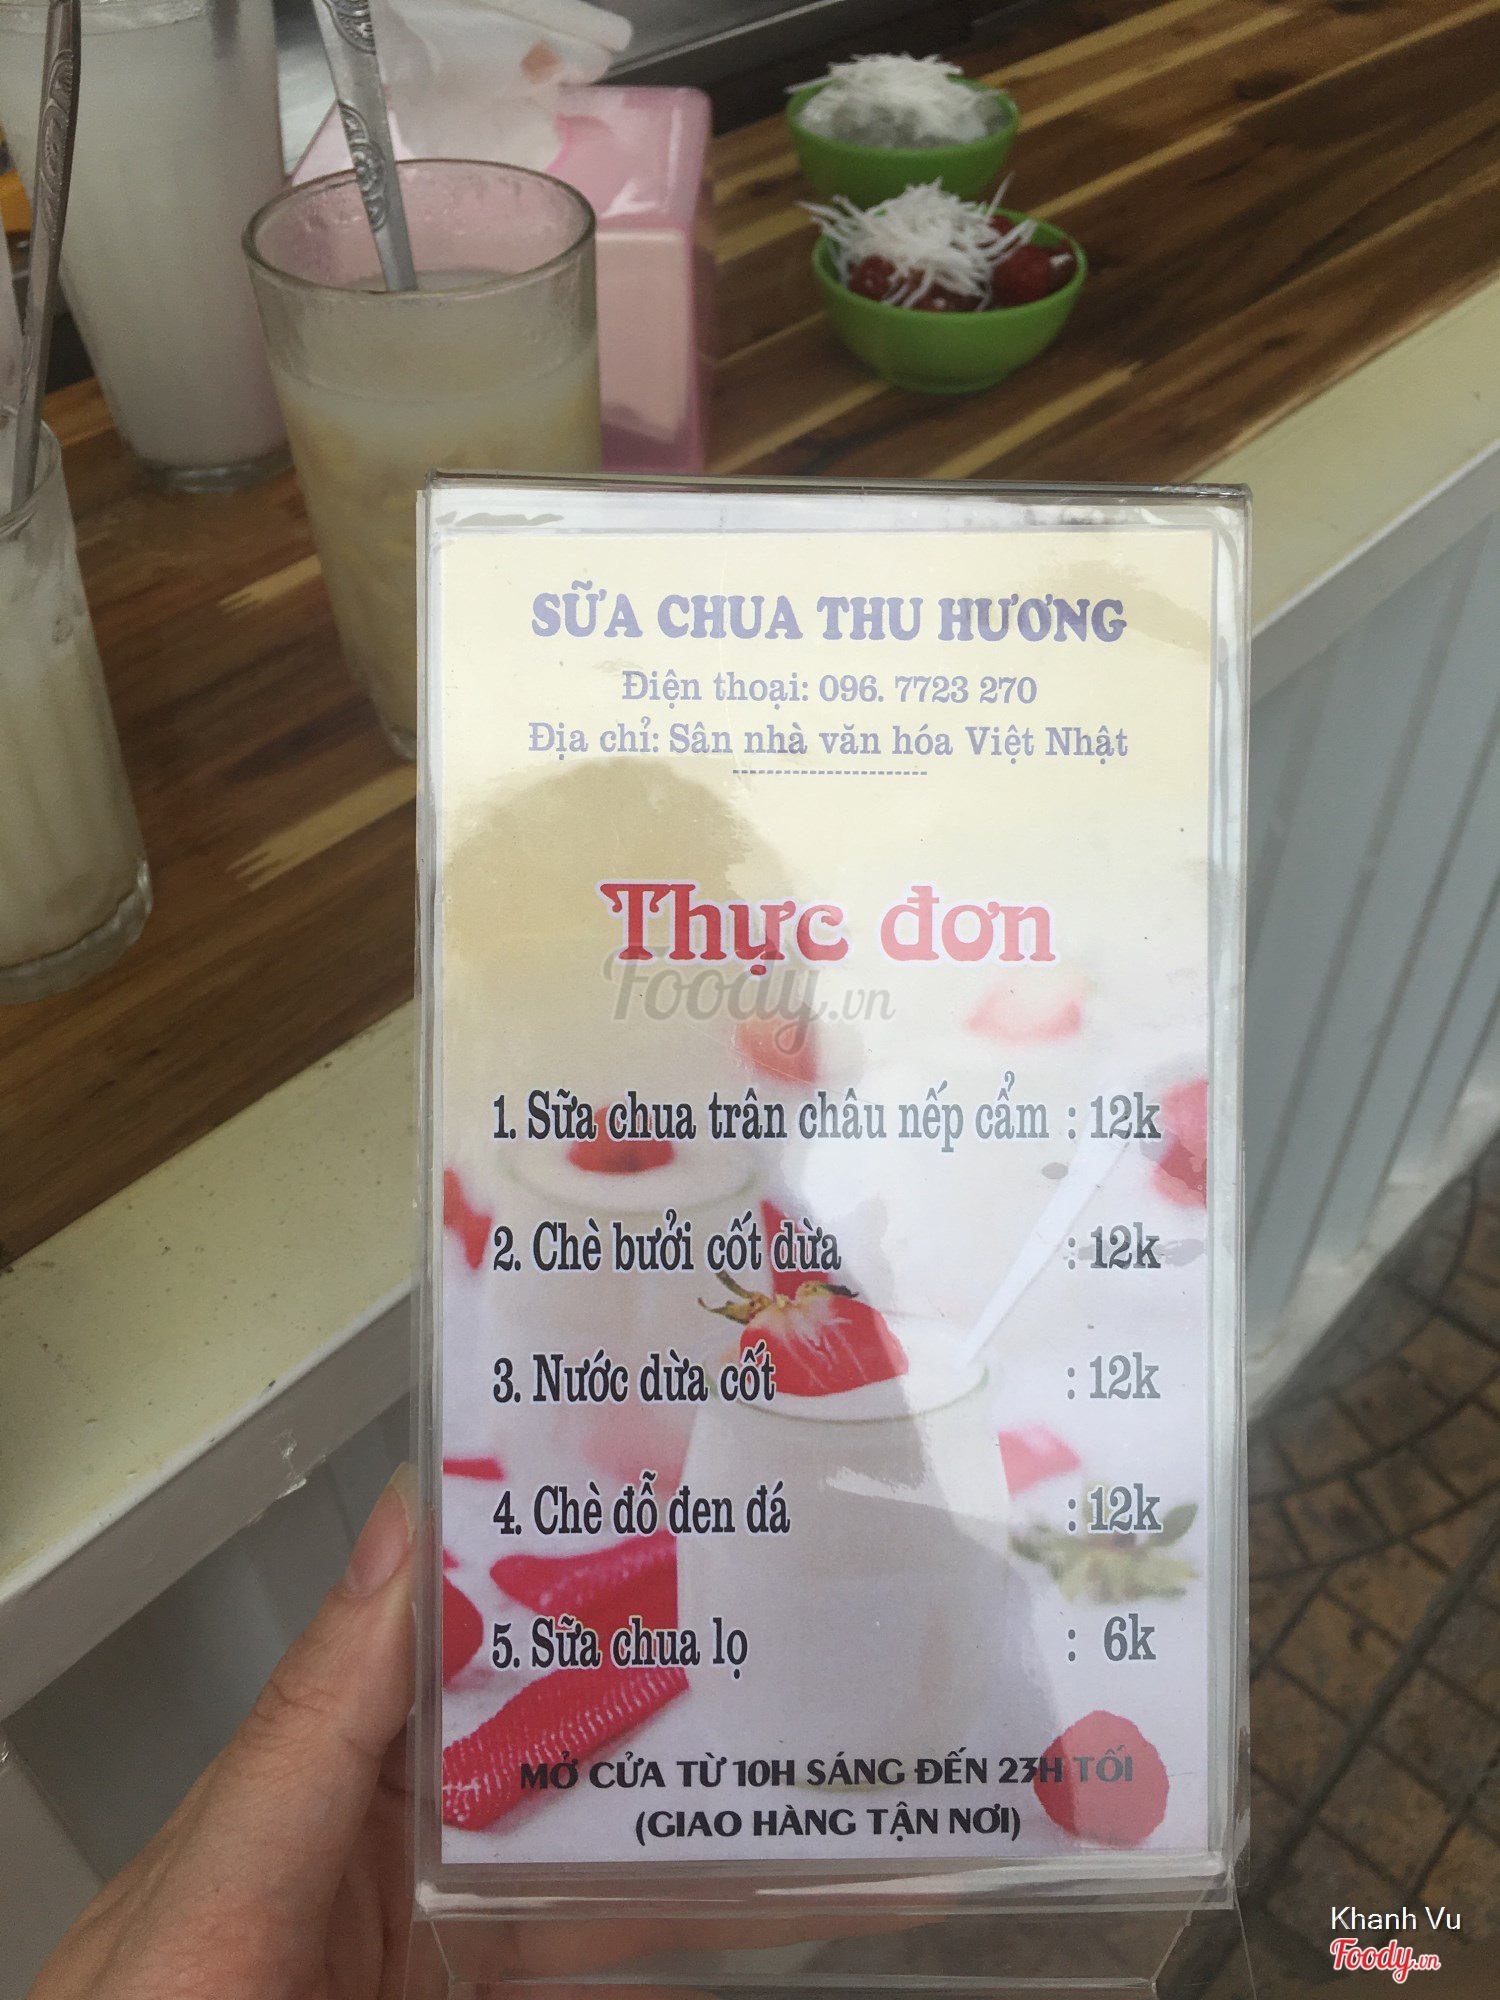 SỮA CHUA THU HƯƠNG
Điện thoại: 096. 7723 270
Địa chỉ: Sân nhà văn hóa Việt Nhật
Thực đơn
Foody.vn
1. Sữa chua trân châu nếp cẩm : 12k
2. Chè bưởi cốt dừa : 12k
3. Nước dừa cốt : 12k
4. Chè đỗ đen đá : 12k
5. Sữa chua lọ : 6k
MỞ CỬA TỪ 10H SÁNG ĐẾN 23H TỐI
(GIAO HÀNG TẬN NƠI)
Khanh Vu
Foody.vn